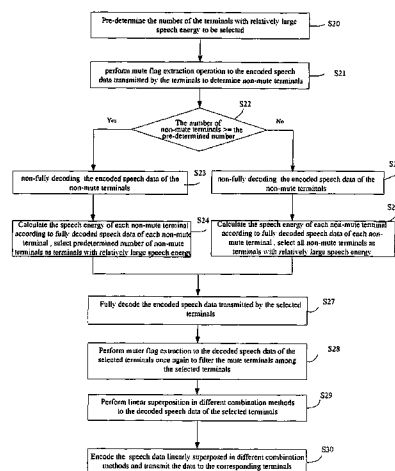 Pre-determine the number of the terminals with relatively large
speech energy to be selected
S20
perform mute flag extraction operation to the encoded speech
data transmitted by the terminals to determine non-mute terminals
S21
S22
Yes
The number of
non-mute terminals >= the
pre-determined number
No
S23
non-fully decoding the encoded speech data of the
non-mute terminals
non-fully decoding the encoded speech data of the
non-mute terminals
S24
Calculate the speech energy of each non-mute terminal
according to fully decoded speech data of each non-mute
terminal , select predetermined number of non-mute
terminals as terminals with relatively large speech energy
Calculate the speech energy of each non-mute terminal
according to fully decoded speech data of each non-mute
terminal , select all non-mute terminals as
terminals with relatively large speech energy
Fully decode the encoded speech data transmitted by the selected
terminals
S27
Perform muter flag extraction to the decoded speech data of the
selected terminals once again to filter the mute terminals among
the selected terminals
S28
Perform linear superposition in different combination methods
to the decoded speech data of the selected terminals
S29
Encode the speech data linearly superposed in different combination
methods and transmit the data to the corresponding terminals
S30